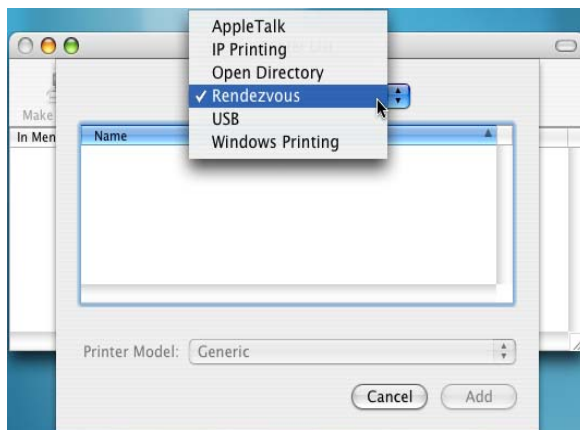 AppleTalk
IP Printing
Open Directory
✓ Rendezvous
USB
Windows Printing
Make
In Men
Name
Printer Model: Generic
Cancel Add